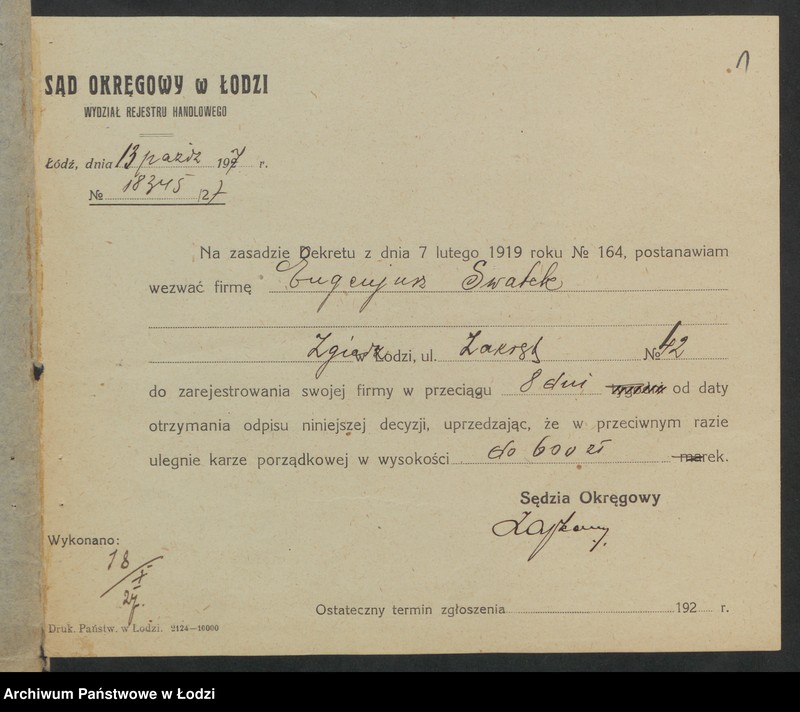 1
SĄD OKRĘGOWY w ŁODZI
WYDZIAŁ REJESTRU HANDLOWEGO
Łódź, dnia 13 paźdz 1927 r.
№ 18345 /27
Na zasadzie Dekretu z dnia 7 lutego 1919 roku № 164, postanawiam
wezwać firmę Eugenjusz Swatek
Zgierz w Łodzi, ul. Zakręt № 42
do zarejestrowania swojej firmy w przeciągu 8 dni od daty
otrzymania odpisu niniejszej decyzji, uprzedzając, że w przeciwnym razie
ulegnie karze porządkowej w wysokości do 600 zł marek.
Sędzia Okręgowy
Wykonano:
18/X 27.
Ostateczny termin zgłoszenia 192 r.
Druk. Państw. w Łodzi. 2124—10000
Archiwum Państwowe w Łodzi